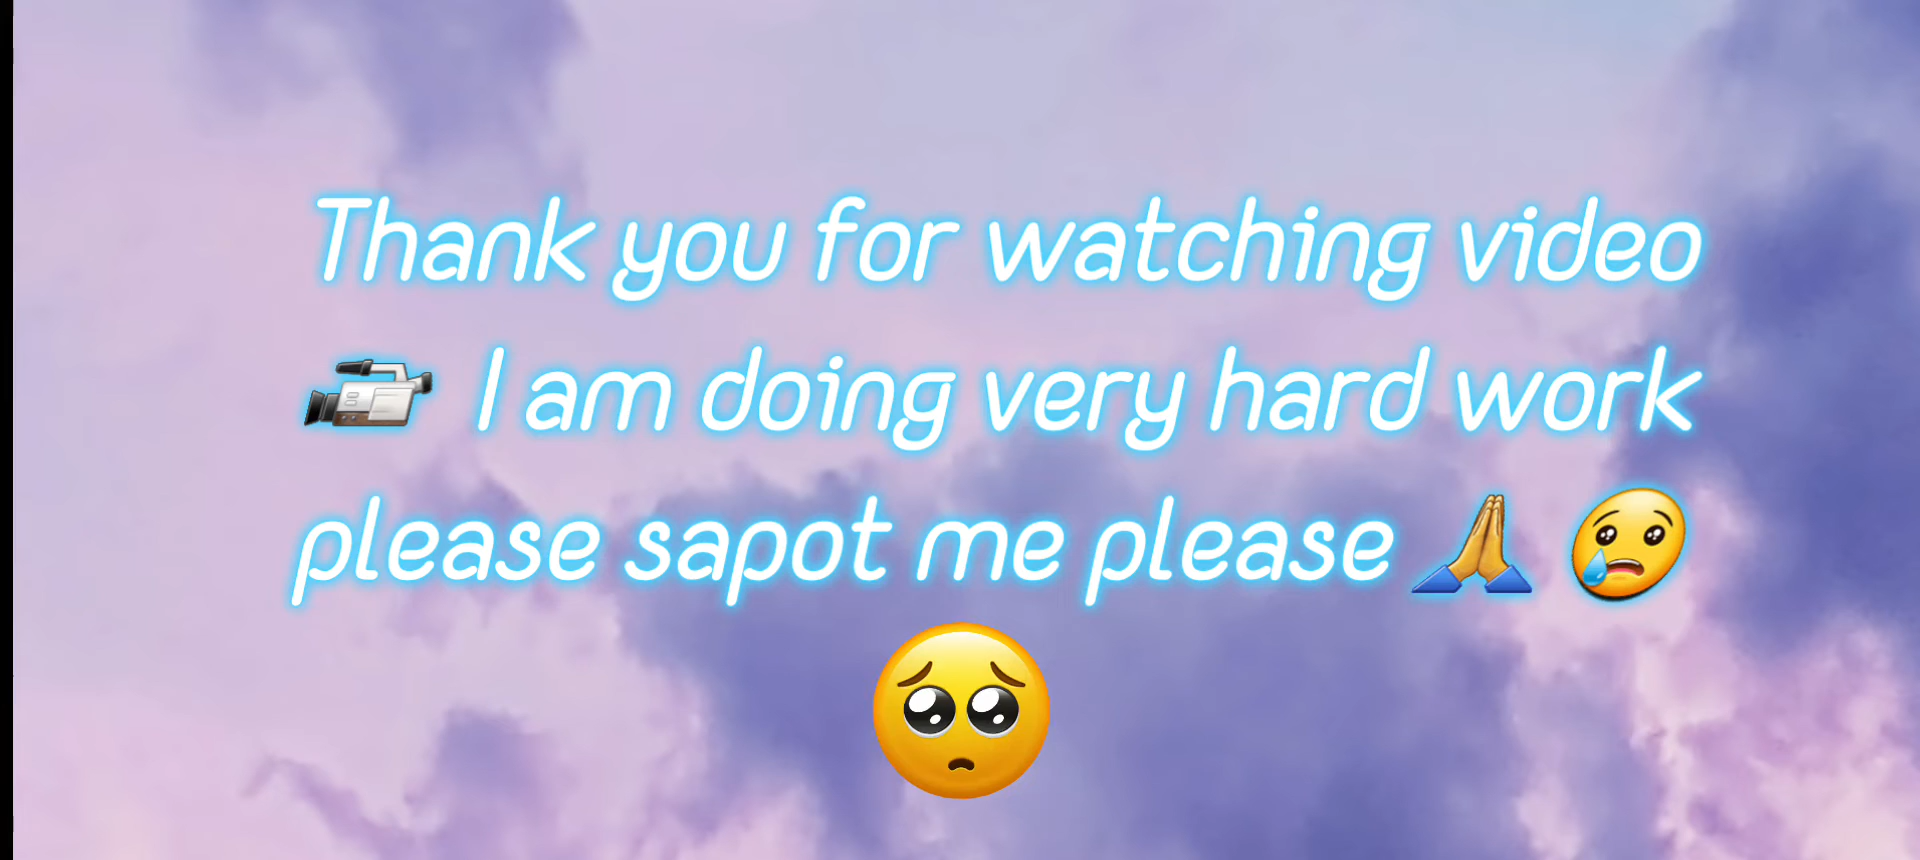 Thank you for watching video
🎥 I am doing very hard work
please sapot me please 🙏 😢
🥺